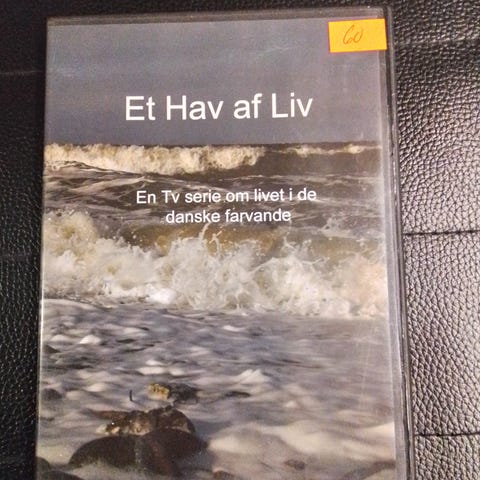 60
Et Hav af Liv
En Tv serie om livet i de
danske farvande